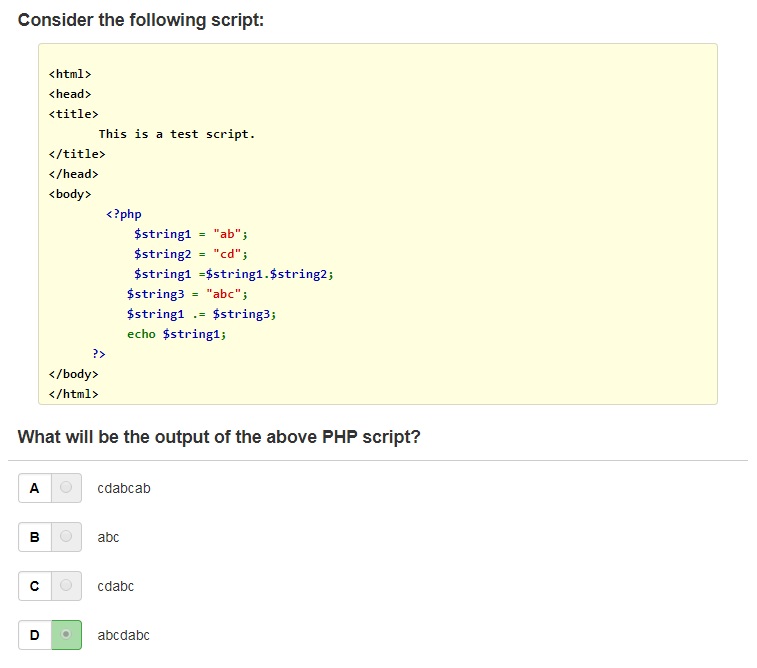 Consider the following script:
<html>
<head>
<title>
This is a test script.
</title>
</head>
<body>
<?php
$string1 = "ab";
$string2 = "cd";
$string1 =$string1.$string2;
$string3 = "abc";
$string1 .= $string3;
echo $string1;
?>
</body>
</html>
What will be the output of the above PHP script?
A cdabcab
B abc
C cdabc
D abcdabc